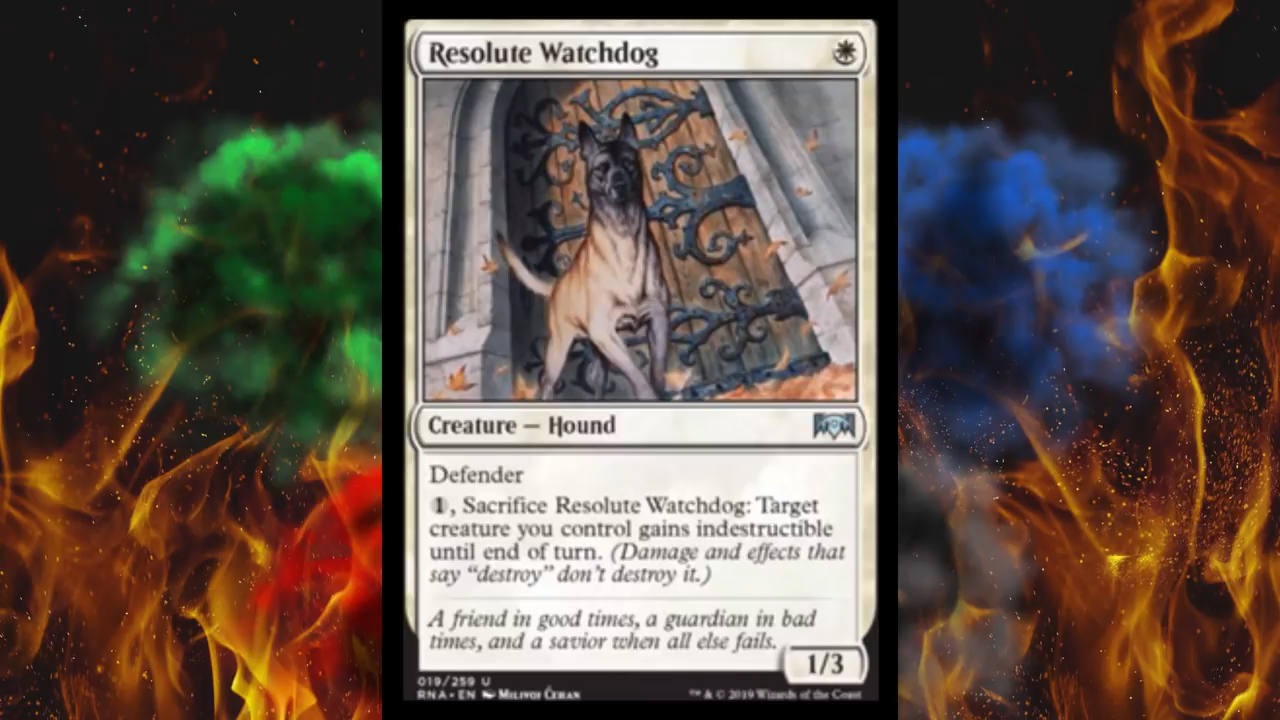 Resolute Watchdog
Creature — Hound
Defender
1, Sacrifice Resolute Watchdog: Target
creature you control gains indestructible
until end of turn. (Damage and effects that
say “destroy” don’t destroy it.)
A friend in good times, a guardian in bad
times, and a savior when all else fails.
1/3
019/259 U
RNA • EN MILIVOJ ĆERAN
™ & © 2019 Wizards of the Coast